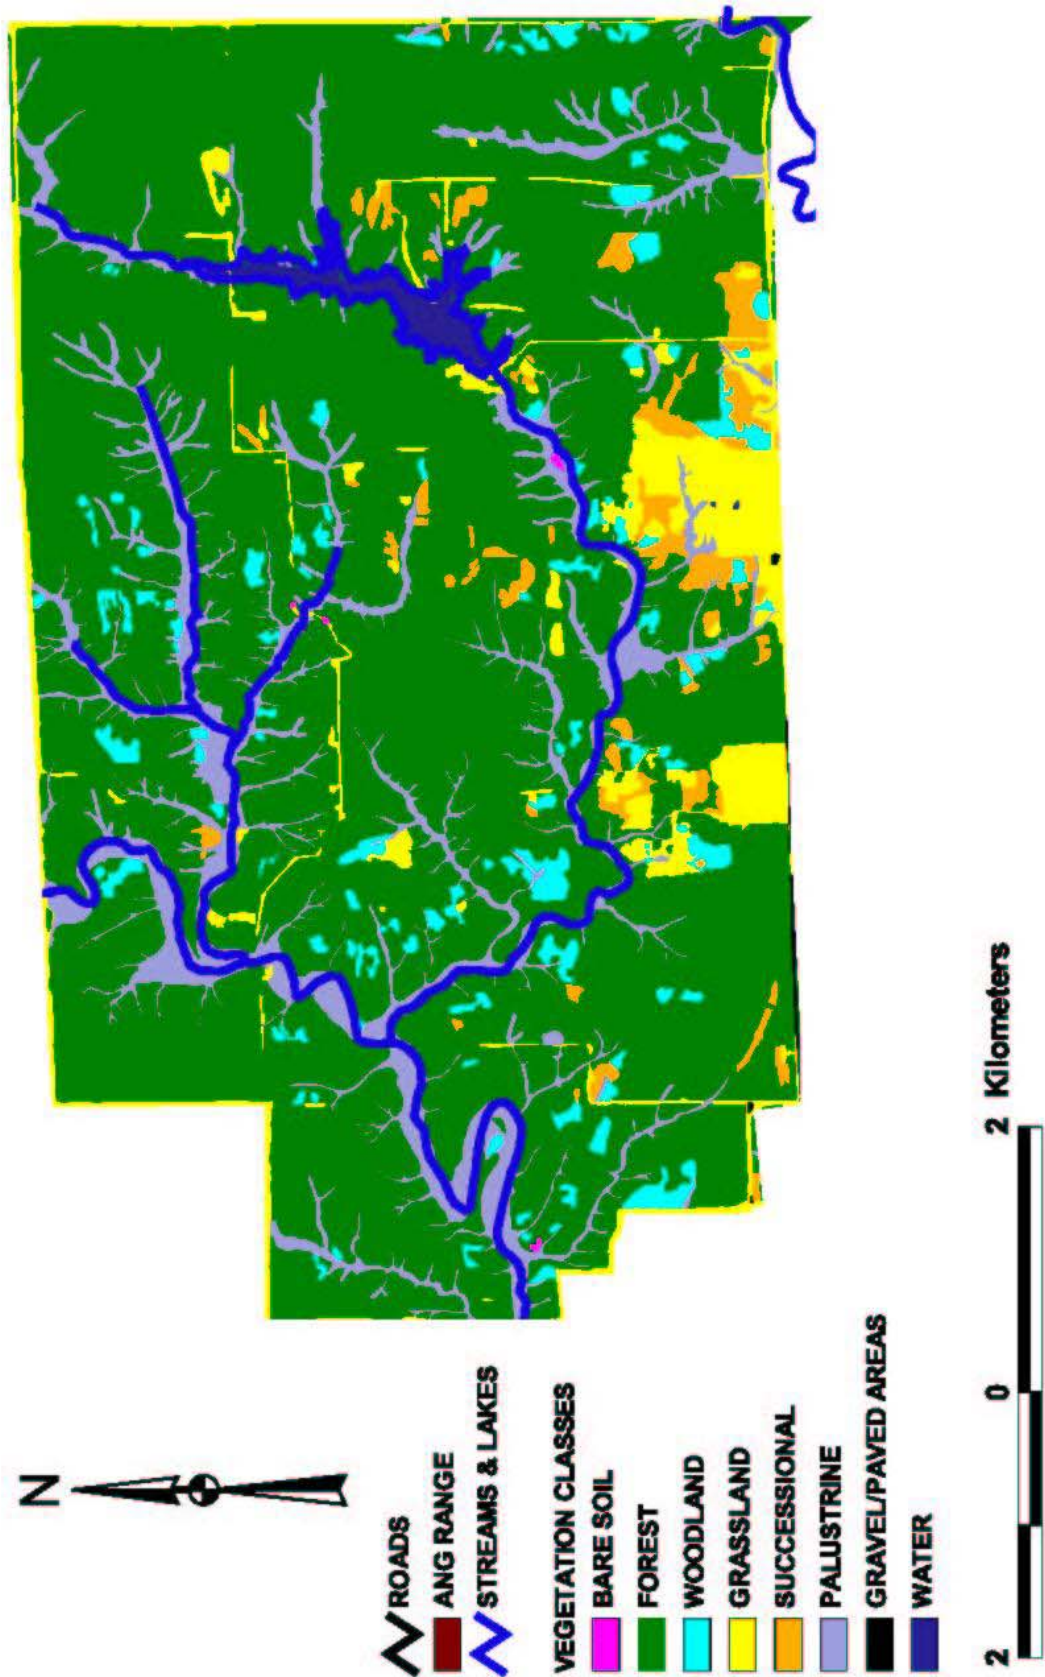 N
ROADS
ANG RANGE
STREAMS & LAKES
VEGETATION CLASSES
BARE SOIL
FOREST
WOODLAND
GRASSLAND
SUCCESSIONAL
PALUSTRINE
GRAVEL/PAVED AREAS
WATER
2 0 2 Kilometers